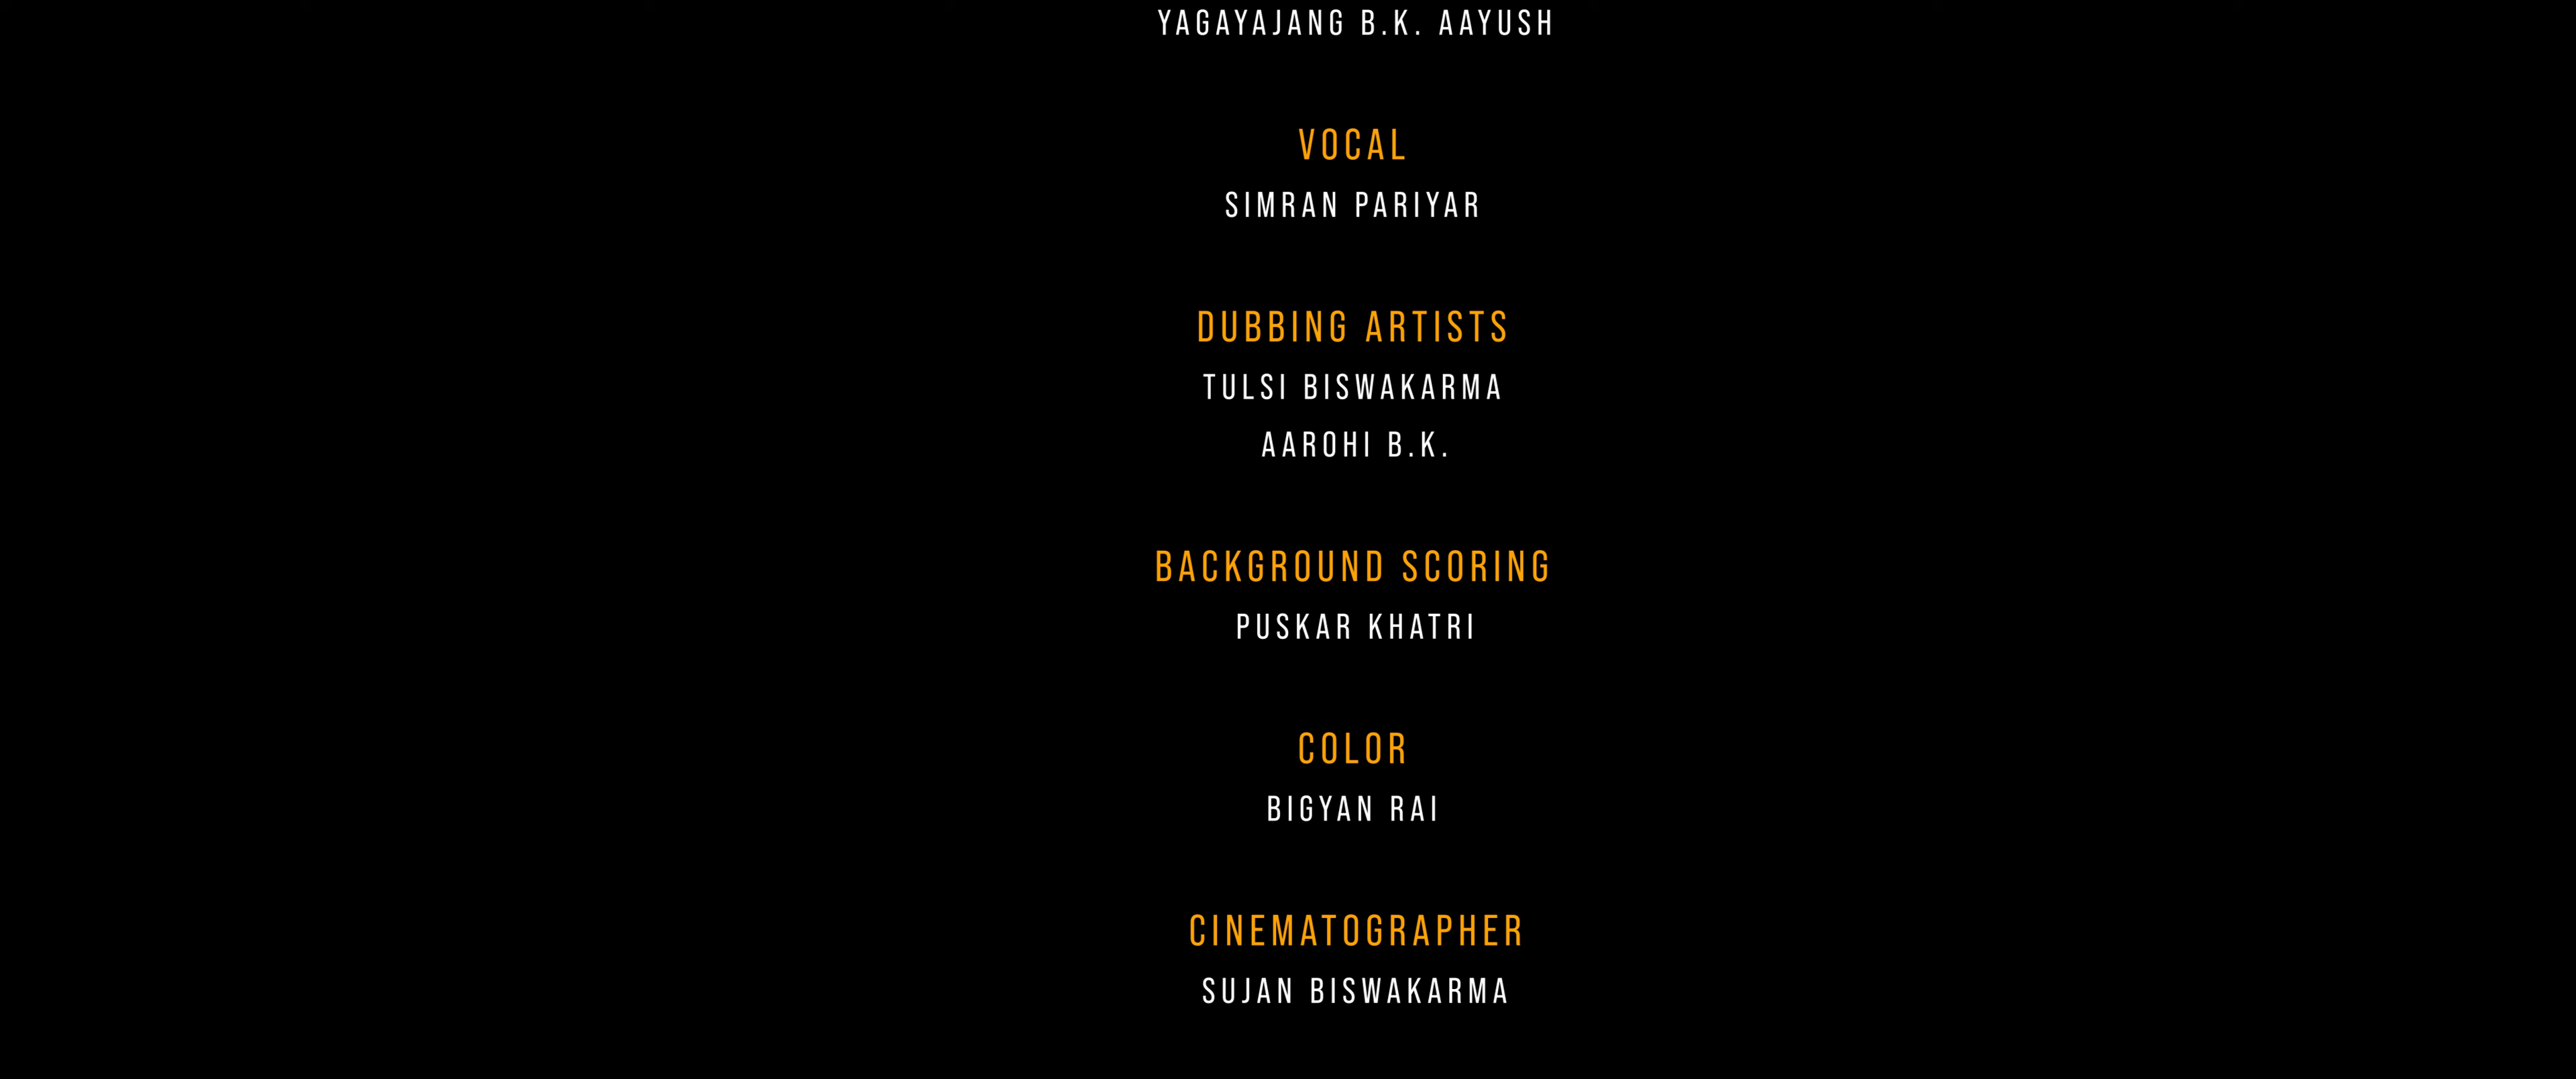 YAGAYAJANG B.K. AAYUSH
VOCAL
SIMRAN PARIYAR
DUBBING ARTISTS
TULSI BISWAKARMA
AAROHI B.K.
BACKGROUND SCORING
PUSKAR KHATRI
COLOR
BIGYAN RAI
CINEMATOGRAPHER
SUJAN BISWAKARMA